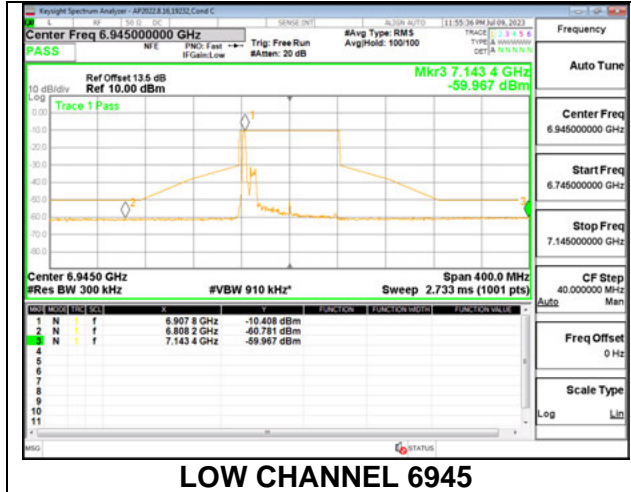 Keysight Spectrum Analyzer - AP2022.8.16,19232,Cond C
L RF 50 Ω DC SENSE:INT ALIGN AUTO 11:55:36 PM Jul 09, 2023
Center Freq 6.945000000 GHz
PASS
NFE
PNO: Fast
IFGain:Low
Trig: Free Run
#Atten: 20 dB
#Avg Type: RMS
Avg|Hold: 100/100
TRACE 1 2 3 4 5 6
TYPE A WWWWW
DET A N N N N N
Frequency
Auto Tune
Ref Offset 13.5 dB
10 dB/div Ref 10.00 dBm
Mkr3 7.143 4 GHz
-59.967 dBm
Log
Trace 1 Pass
0.00
-10.0
-20.0
-30.0
-40.0
-50.0
-60.0
-70.0
-80.0
1
2
3
Center Freq
6.945000000 GHz
Start Freq
6.745000000 GHz
Stop Freq
7.145000000 GHz
Center 6.9450 GHz Span 400.0 MHz
#Res BW 300 kHz #VBW 910 kHz* Sweep 2.733 ms (1001 pts)
CF Step
40.000000 MHz
Auto Man
MKR MODE TRC SCL X Y FUNCTION FUNCTION WIDTH FUNCTION VALUE
1 N 1 f 6.907 8 GHz -10.408 dBm
2 N 1 f 6.808 2 GHz -60.781 dBm
3 N 1 f 7.143 4 GHz -59.967 dBm
4
5
6
7
8
9
10
11
Freq Offset
0 Hz
Scale Type
Log Lin
MSG STATUS
LOW CHANNEL 6945